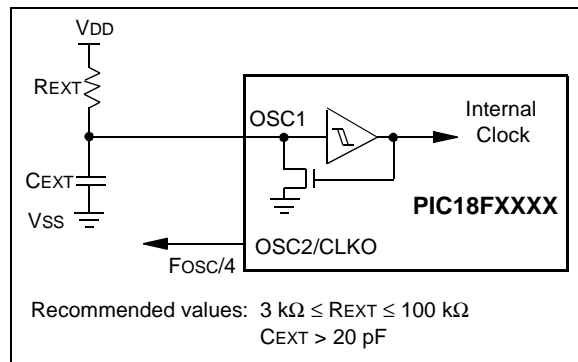 VDD
REXT
OSC1
Internal
Clock
CEXT
PIC18FXXXX
VSS
OSC2/CLKO
FOSC/4
Recommended values: 3 kΩ ≤ REXT ≤ 100 kΩ
CEXT > 20 pF